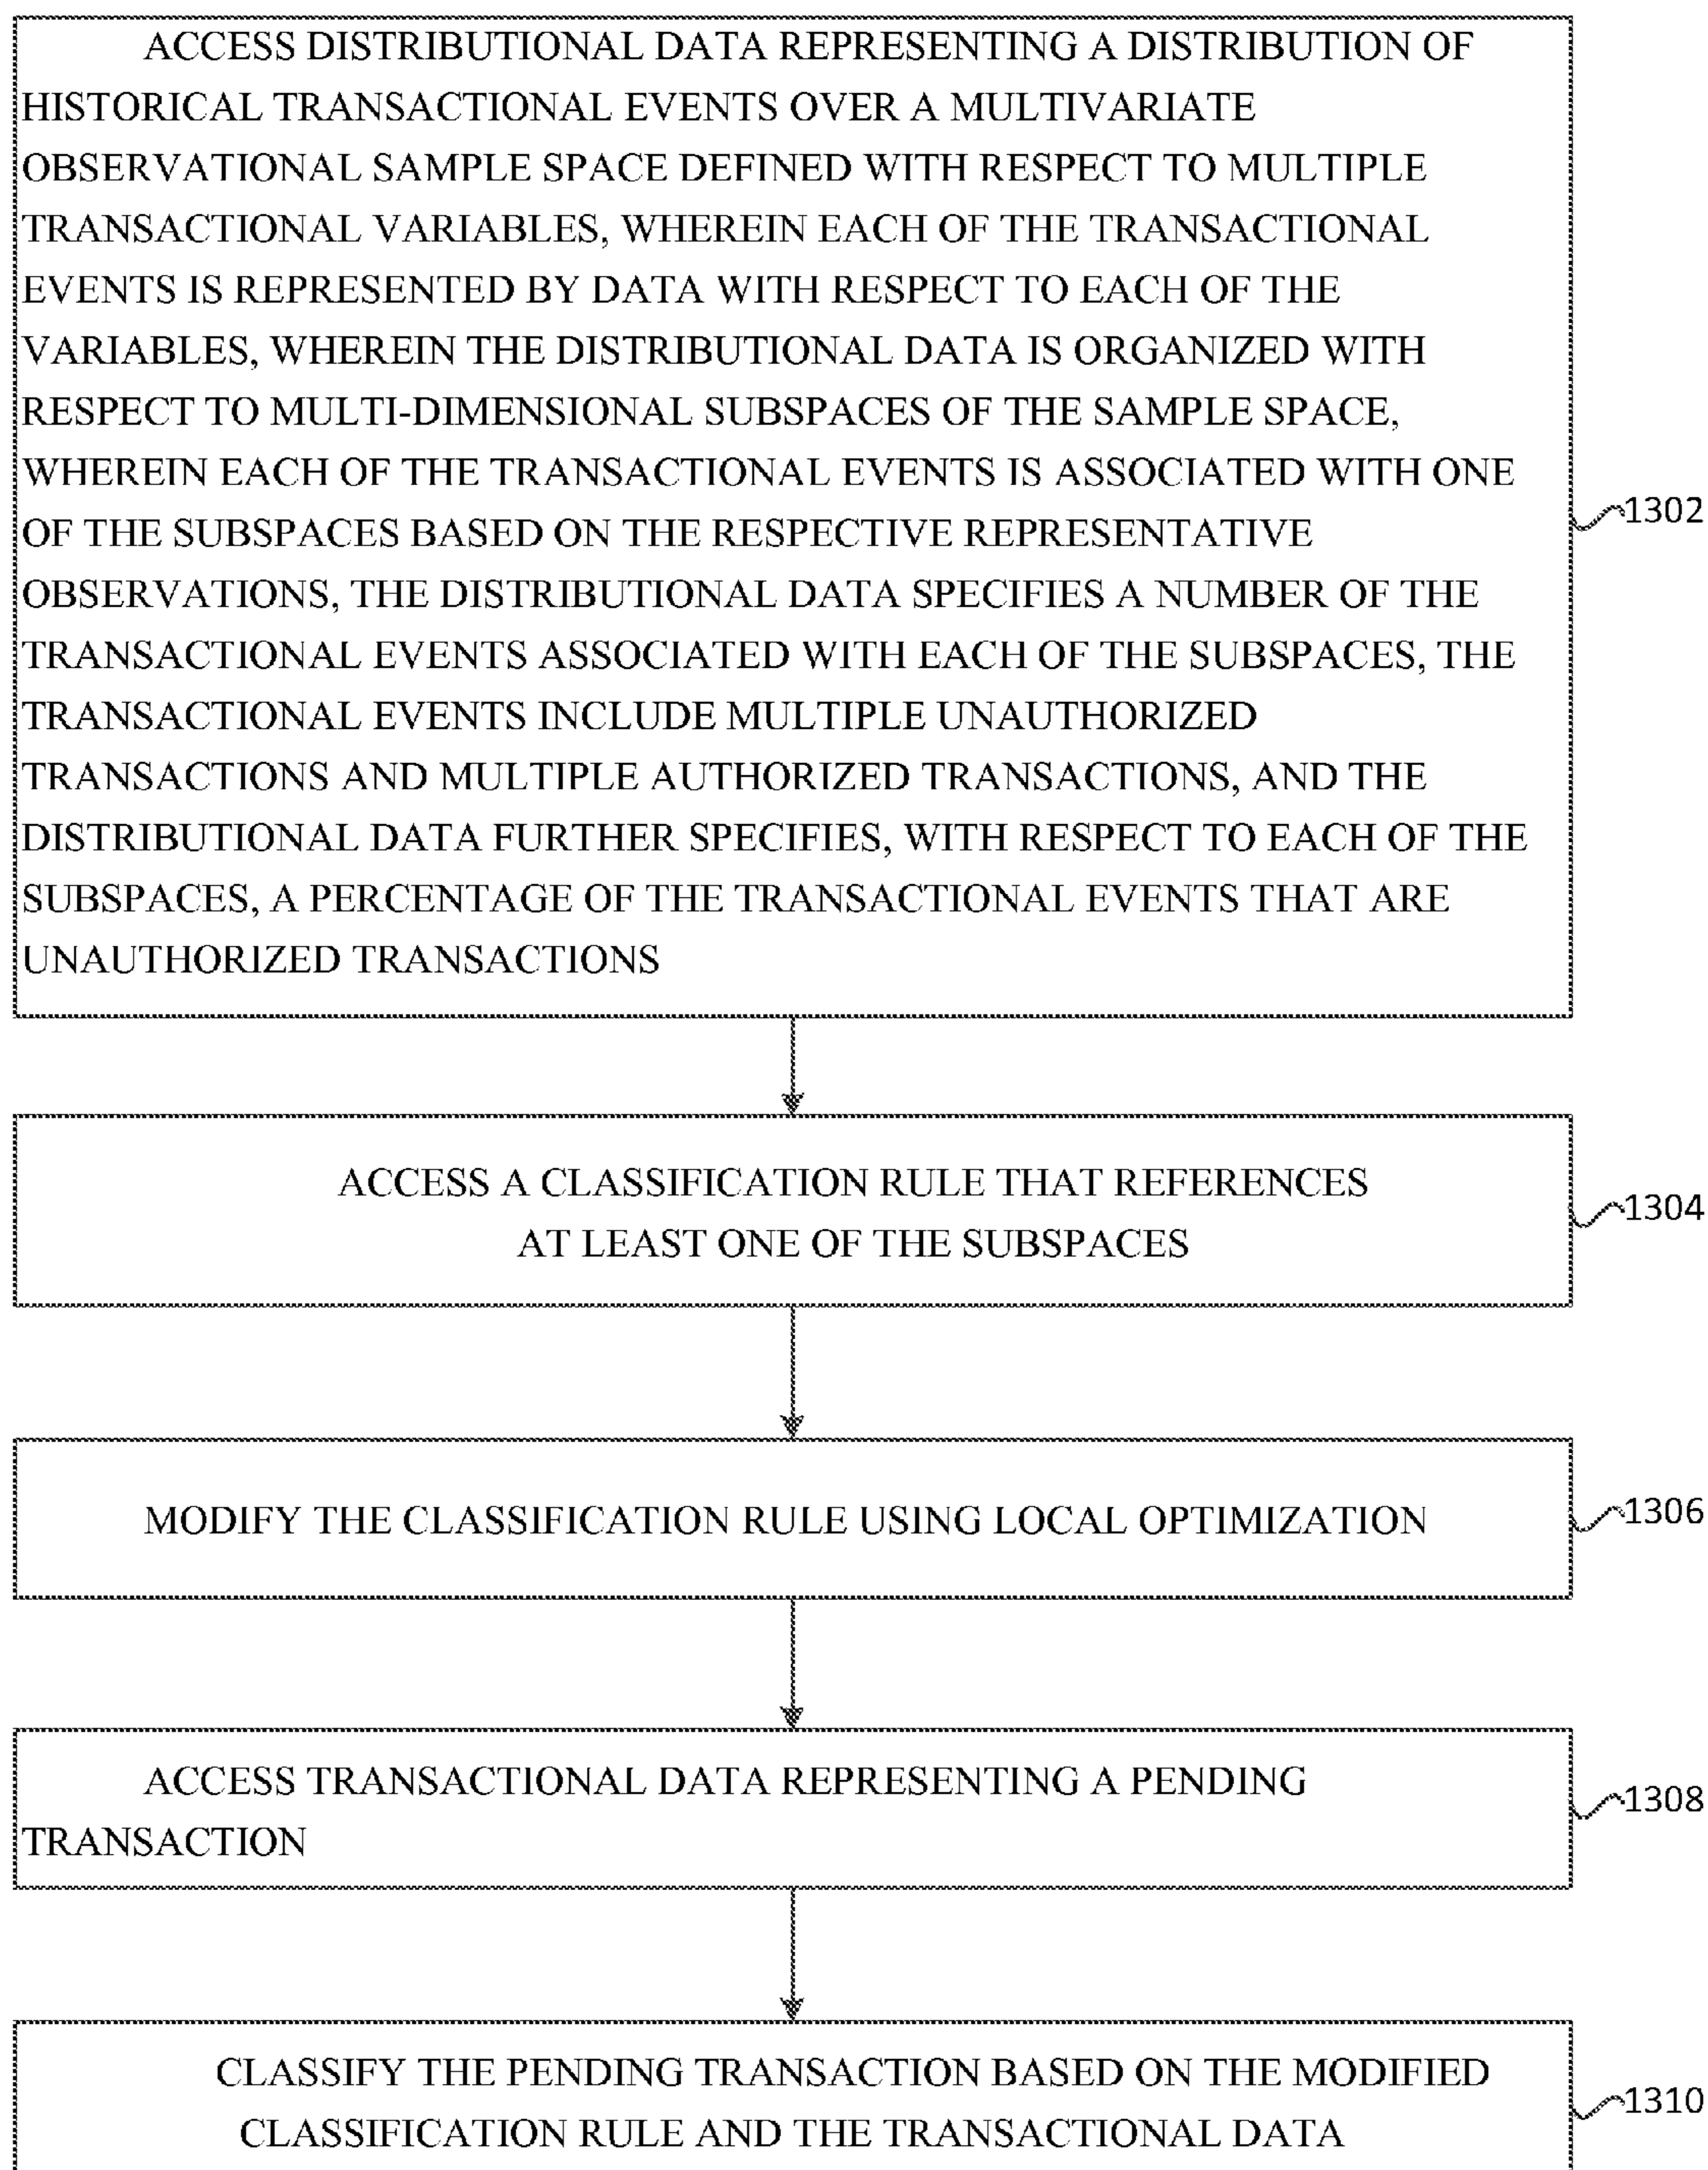 ACCESS DISTRIBUTIONAL DATA REPRESENTING A DISTRIBUTION OF
HISTORICAL TRANSACTIONAL EVENTS OVER A MULTIVARIATE
OBSERVATIONAL SAMPLE SPACE DEFINED WITH RESPECT TO MULTIPLE
TRANSACTIONAL VARIABLES, WHEREIN EACH OF THE TRANSACTIONAL
EVENTS IS REPRESENTED BY DATA WITH RESPECT TO EACH OF THE
VARIABLES, WHEREIN THE DISTRIBUTIONAL DATA IS ORGANIZED WITH
RESPECT TO MULTI-DIMENSIONAL SUBSPACES OF THE SAMPLE SPACE,
WHEREIN EACH OF THE TRANSACTIONAL EVENTS IS ASSOCIATED WITH ONE
OF THE SUBSPACES BASED ON THE RESPECTIVE REPRESENTATIVE
OBSERVATIONS, THE DISTRIBUTIONAL DATA SPECIFIES A NUMBER OF THE
TRANSACTIONAL EVENTS ASSOCIATED WITH EACH OF THE SUBSPACES, THE
TRANSACTIONAL EVENTS INCLUDE MULTIPLE UNAUTHORIZED
TRANSACTIONS AND MULTIPLE AUTHORIZED TRANSACTIONS, AND THE
DISTRIBUTIONAL DATA FURTHER SPECIFIES, WITH RESPECT TO EACH OF THE
SUBSPACES, A PERCENTAGE OF THE TRANSACTIONAL EVENTS THAT ARE
UNAUTHORIZED TRANSACTIONS
1302
ACCESS A CLASSIFICATION RULE THAT REFERENCES
AT LEAST ONE OF THE SUBSPACES
1304
MODIFY THE CLASSIFICATION RULE USING LOCAL OPTIMIZATION
1306
ACCESS TRANSACTIONAL DATA REPRESENTING A PENDING
TRANSACTION
1308
CLASSIFY THE PENDING TRANSACTION BASED ON THE MODIFIED
CLASSIFICATION RULE AND THE TRANSACTIONAL DATA
1310